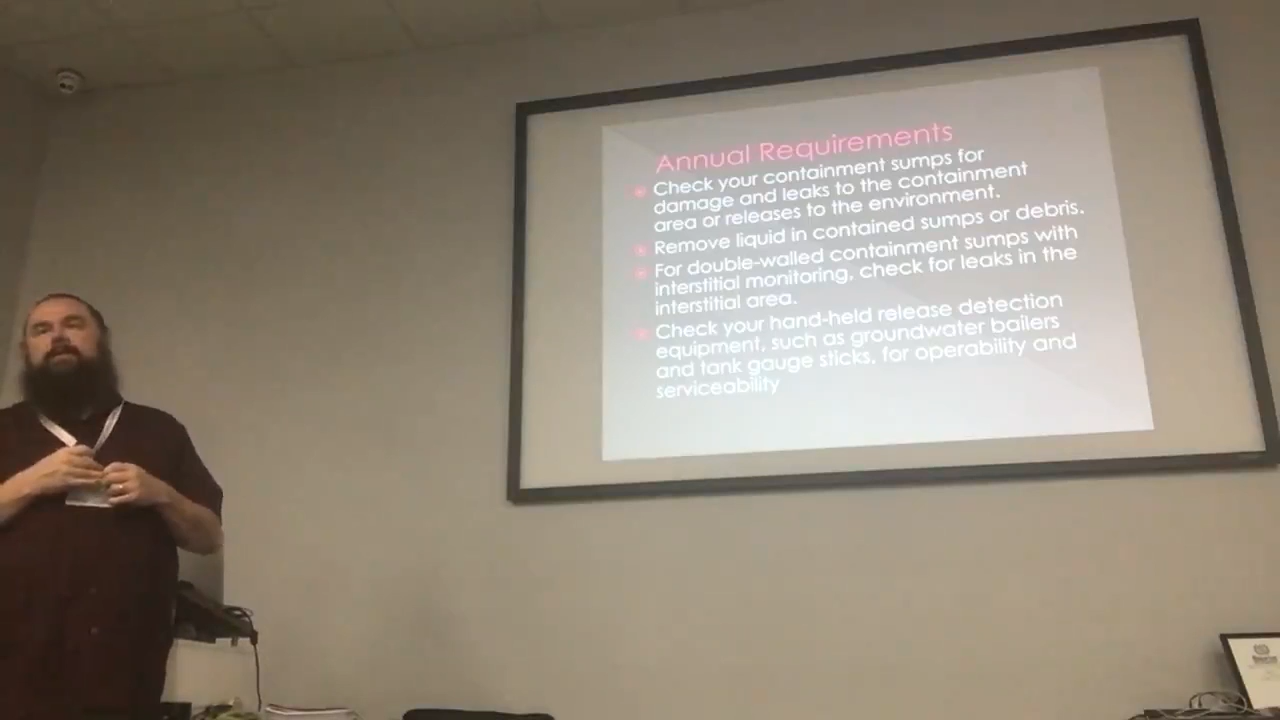 Annual Requirements
Check your containment sumps for
damage and leaks to the containment
area or releases to the environment.
Remove liquid in contained sumps or debris.
For double-walled containment sumps with
interstitial monitoring, check for leaks in the
interstitial area.
Check your hand-held release detection
equipment, such as groundwater bailers
and tank gauge sticks, for operability and
serviceability